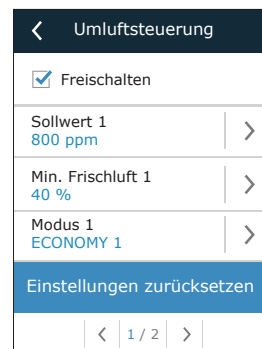 Umluftsteuerung
Freischalten
Sollwert 1
800 ppm
Min. Frischluft 1
40 %
Modus 1
ECONOMY 1
Einstellungen zurücksetzen
1 / 2